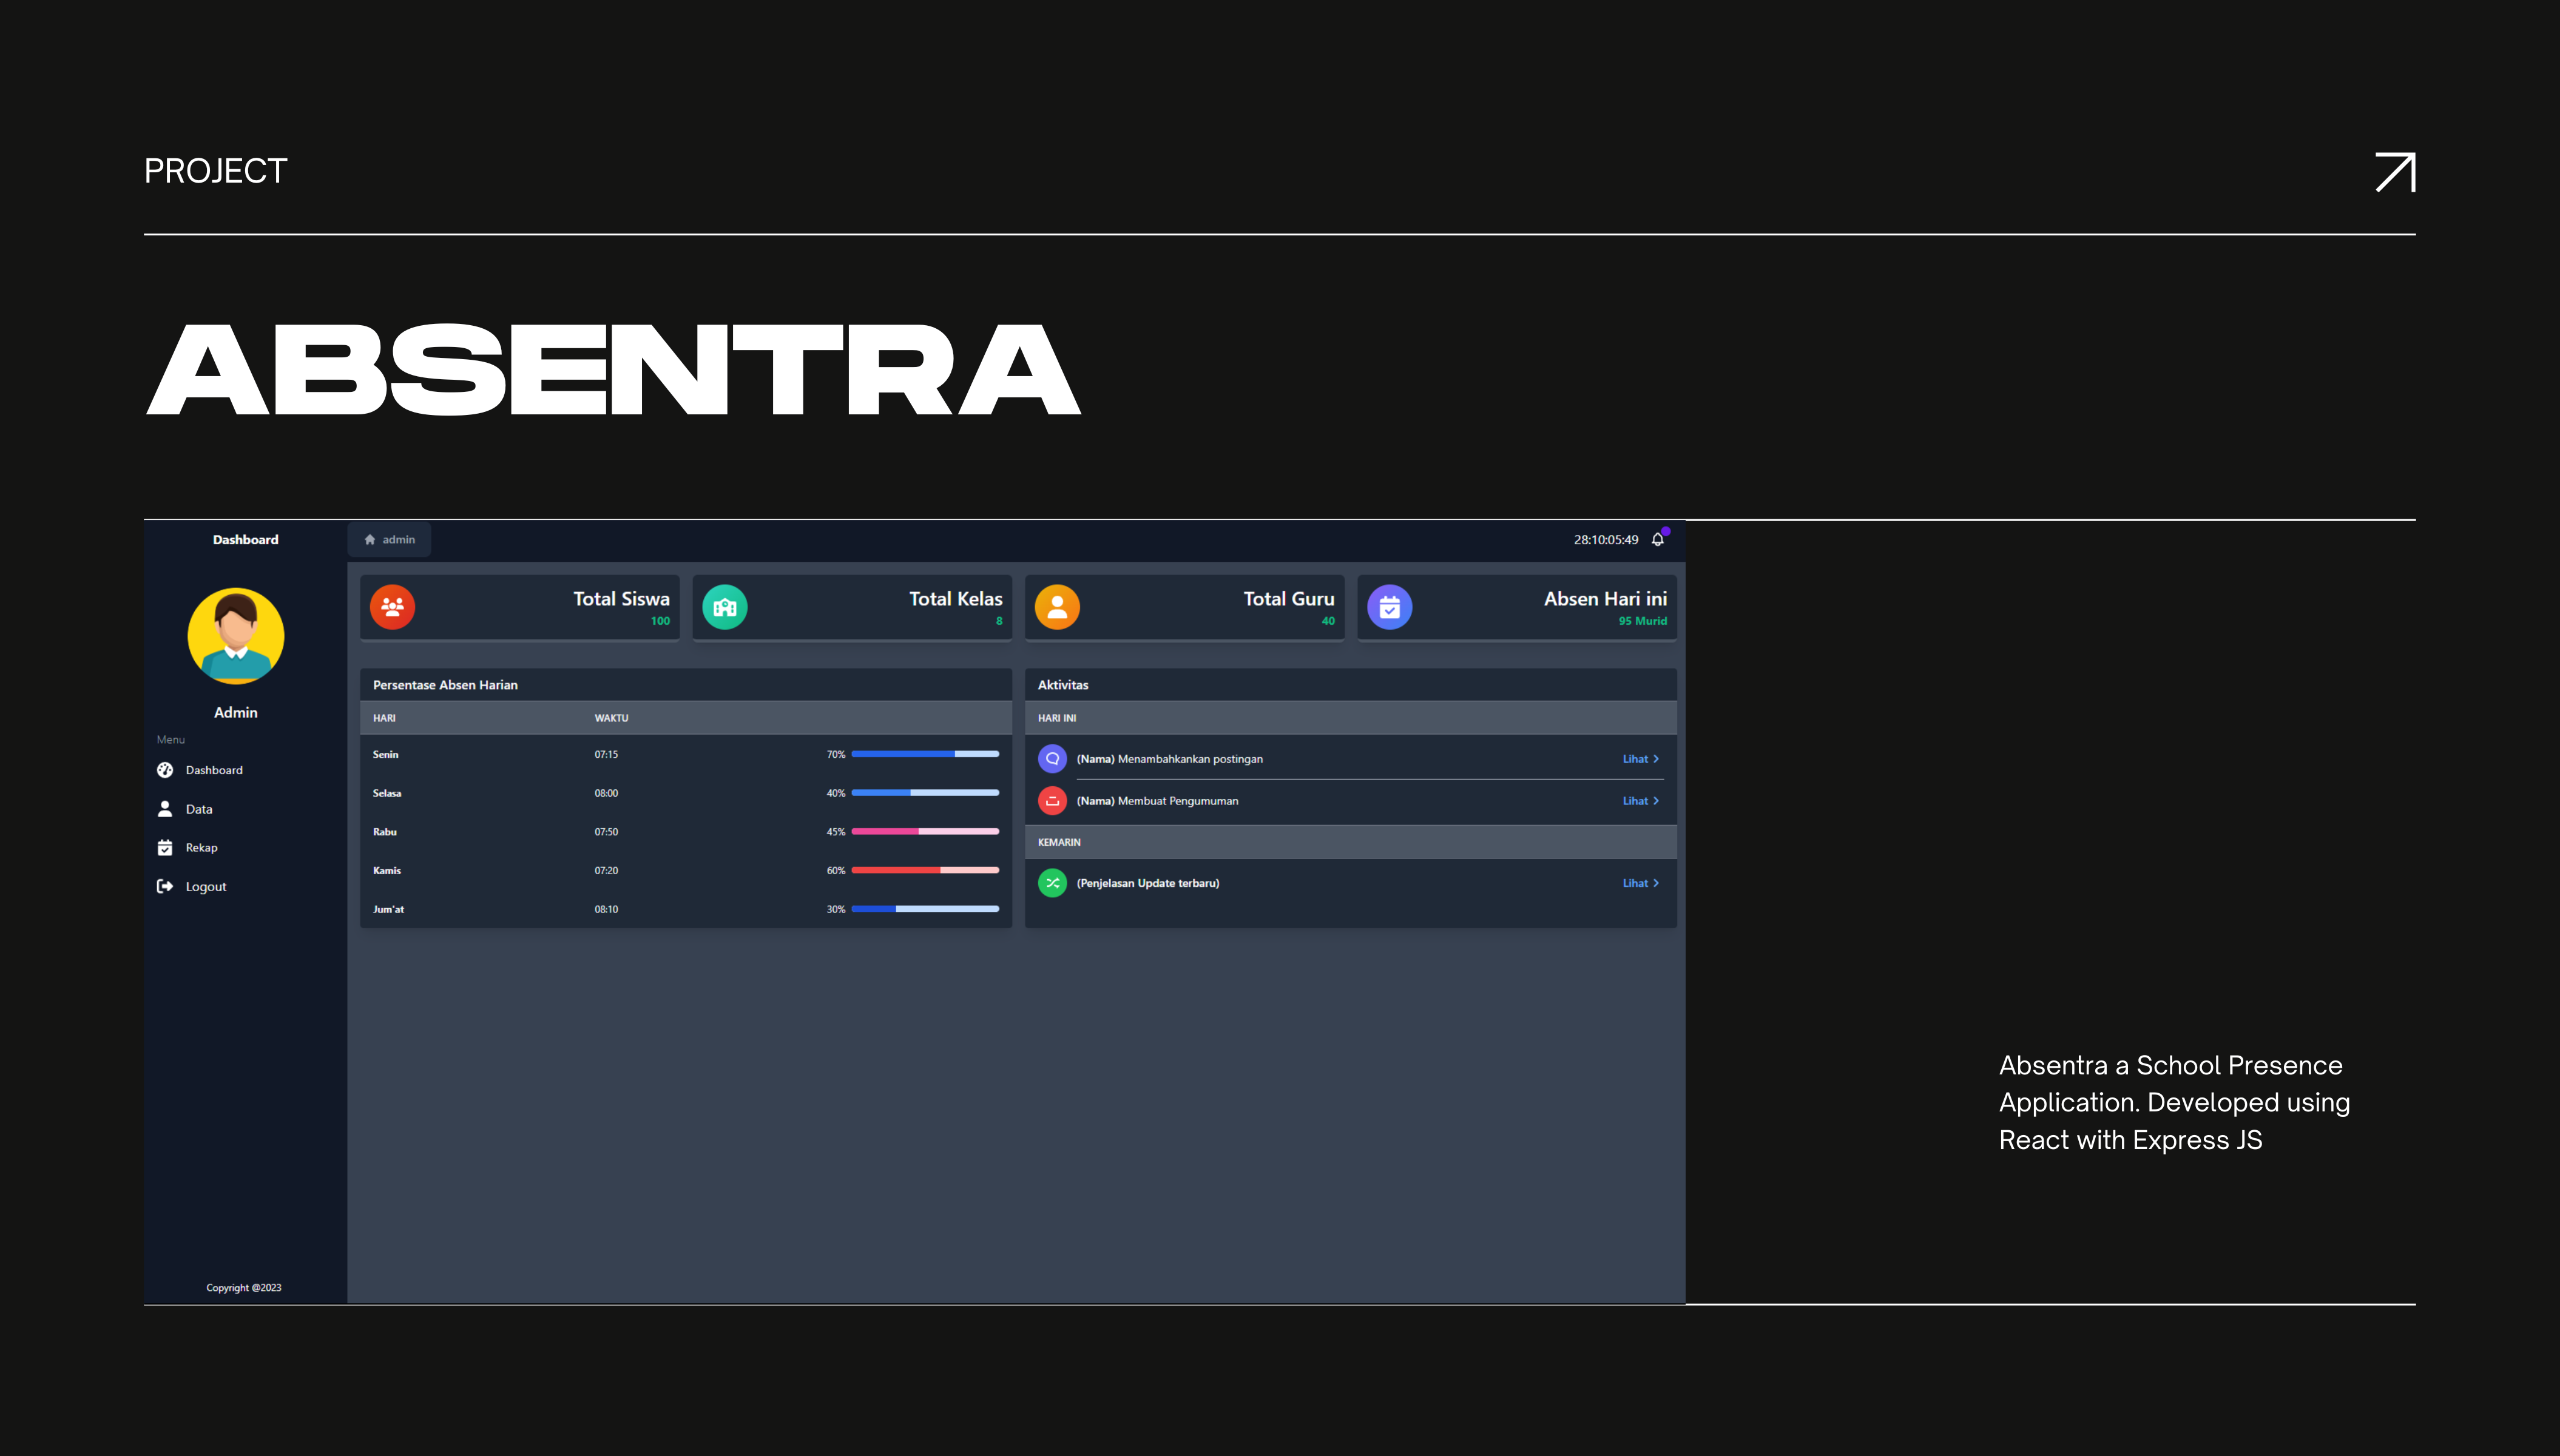 PROJECT
ABSENTRA
Dashboard
admin
28:10:05:49
Admin
Menu
Dashboard
Data
Rekap
Logout
Copyright @2023
Total Siswa
100
Total Kelas
8
Total Guru
40
Absen Hari ini
95 Murid
Persentase Absen Harian
HARI WAKTU
Senin 07:15 70%
Selasa 08:00 40%
Rabu 07:50 45%
Kamis 07:20 60%
Jum'at 08:10 30%
Aktivitas
HARI INI
(Nama) Menambahkankan postingan Lihat
(Nama) Membuat Pengumuman Lihat
KEMARIN
(Penjelasan Update terbaru) Lihat
Absentra a School Presence
Application. Developed using
React with Express JS